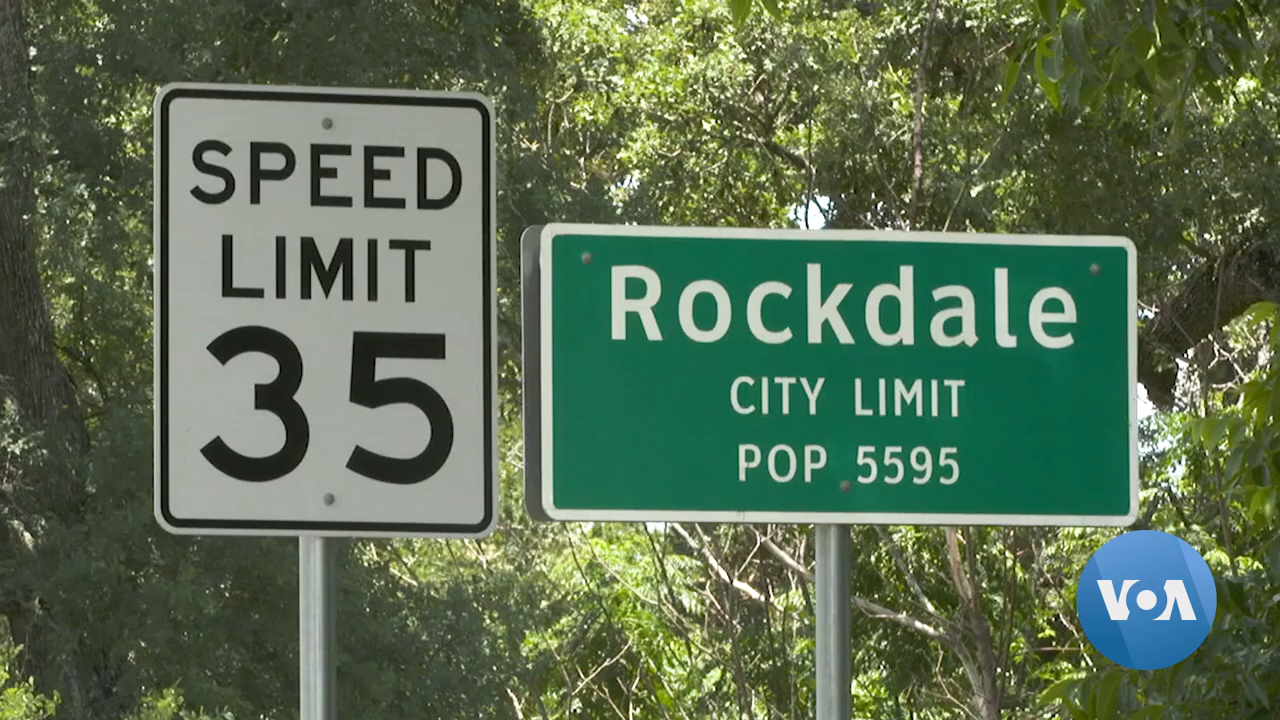 SPEED
LIMIT
35
Rockdale
CITY LIMIT
POP 5595
VOA